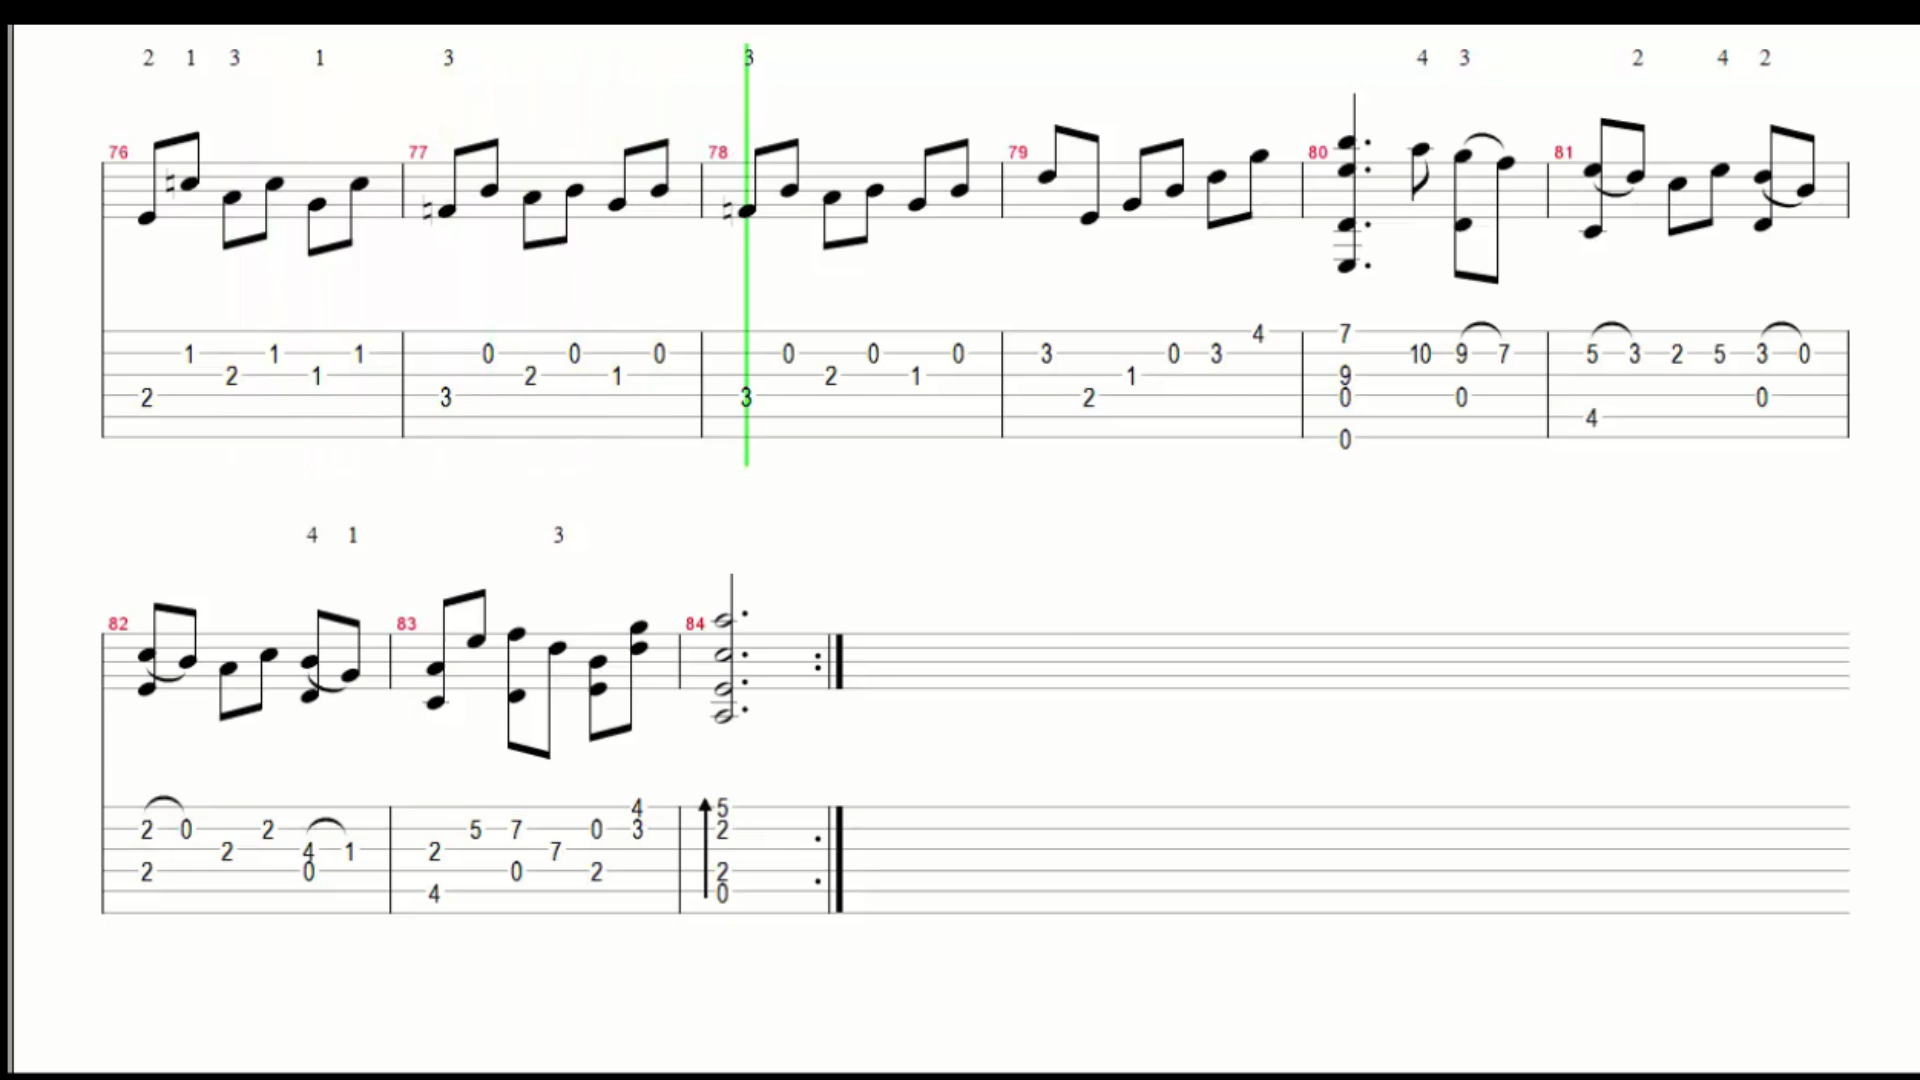 2 1 3 1 3 3 4 3 2 4 2
76 77 78 79 80 81
4 7
1 1 1 0 0 0 0 0 0 3 0 3 10 9 7 5 3 2 5 3 0
2 1 2 1 2 1 1 9
2 3 3 2 0 0 0
4
0
4 1 3
82 83 84
4 5
2 0 2 5 7 0 3 2
2 4 1 2 7
2 0 0 2 2
4 0